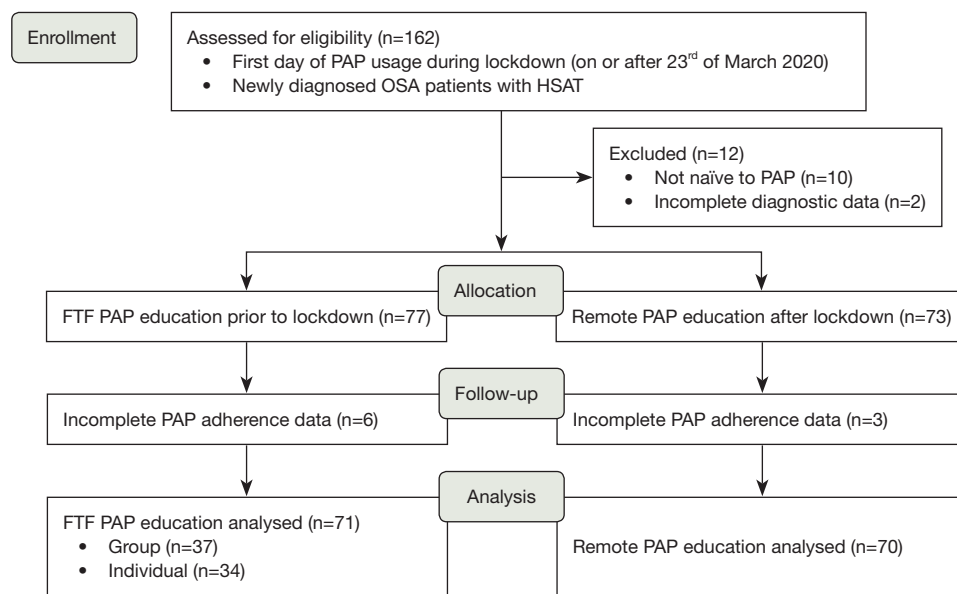 Enrollment
Assessed for eligibility (n=162)
• First day of PAP usage during lockdown (on or after 23rd of March 2020)
• Newly diagnosed OSA patients with HSAT
Excluded (n=12)
• Not naïve to PAP (n=10)
• Incomplete diagnostic data (n=2)
Allocation
FTF PAP education prior to lockdown (n=77)
Remote PAP education after lockdown (n=73)
Follow-up
Incomplete PAP adherence data (n=6)
Incomplete PAP adherence data (n=3)
Analysis
FTF PAP education analysed (n=71)
• Group (n=37)
• Individual (n=34)
Remote PAP education analysed (n=70)